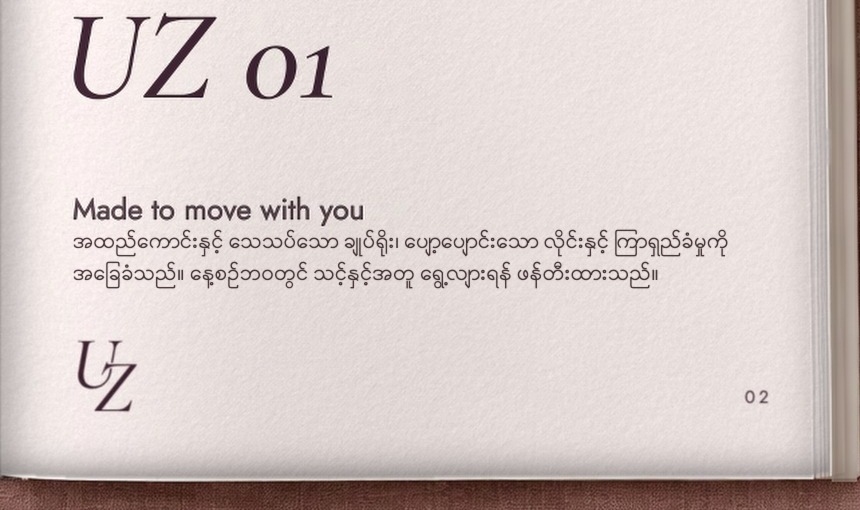 UZ 01
Made to move with you
အထည်ကောင်းနှင့် သေသပ်သော ချုပ်ရိုး၊ ပျော့ပျောင်းသော လိုင်းနှင့် ကြာရှည်ခံမှုကို
အခြေခံသည်။ နေ့စဉ်ဘဝတွင် သင့်နှင့်အတူ ရွေ့လျားရန် ဖန်တီးထားသည်။
UZ
02